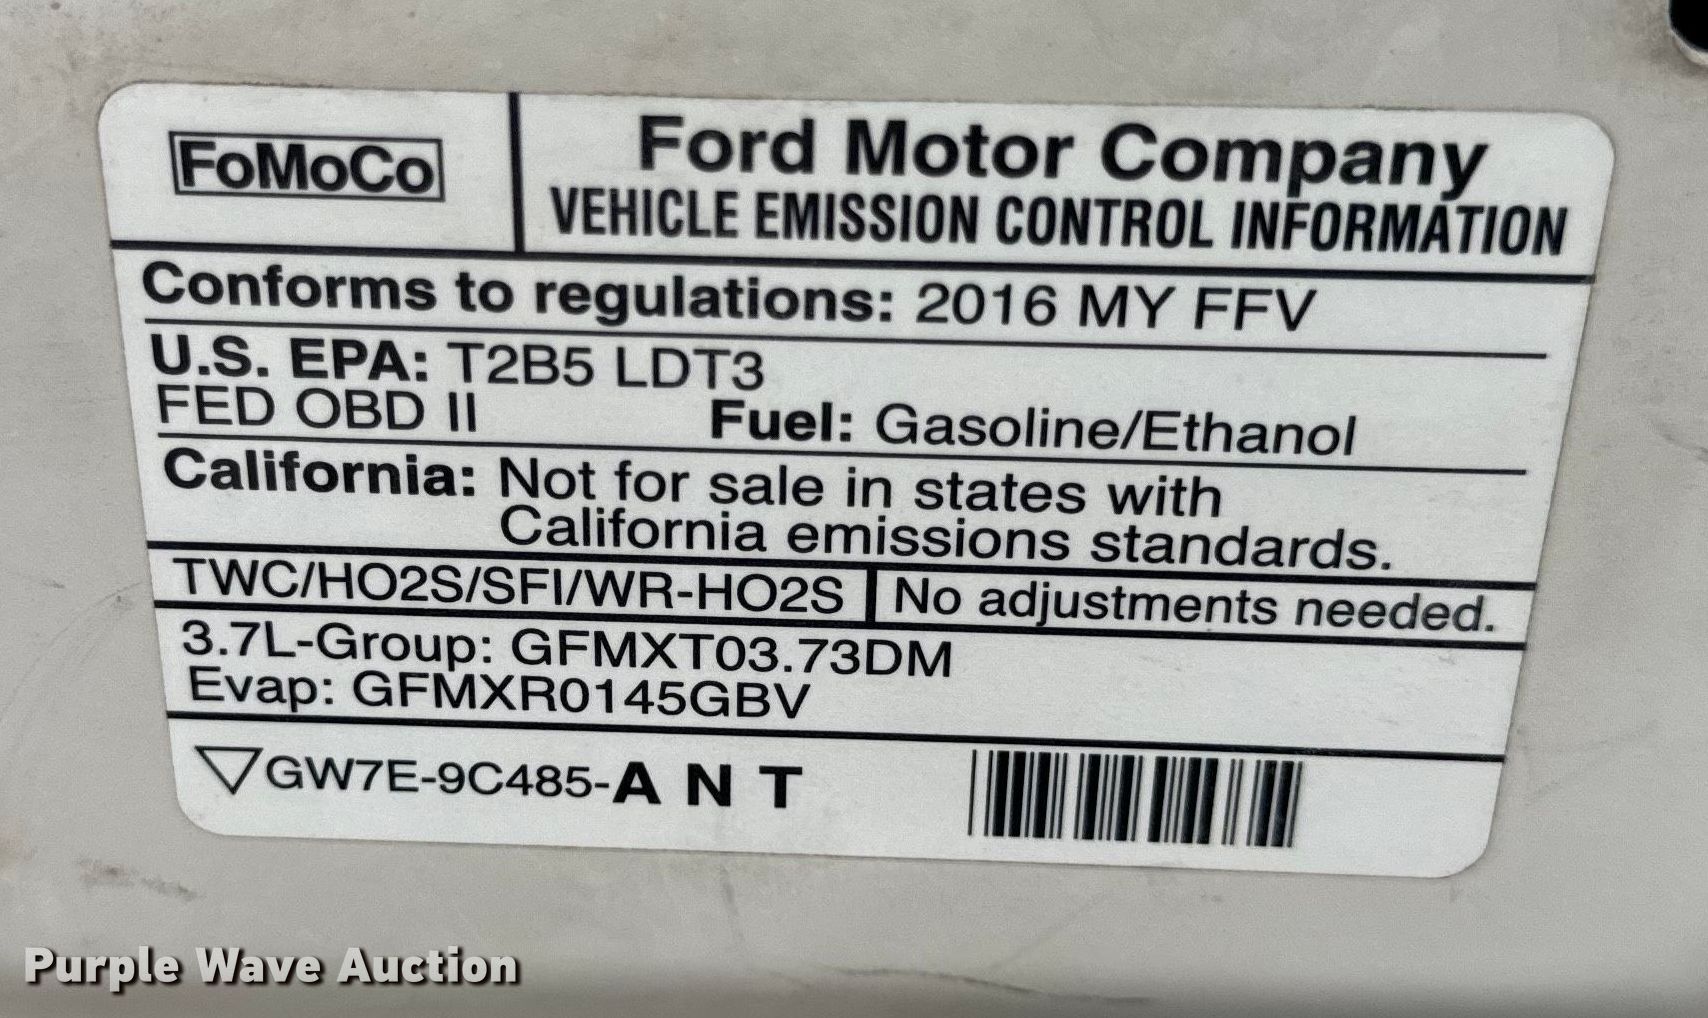 FoMoCo
Ford Motor Company
VEHICLE EMISSION CONTROL INFORMATION
Conforms to regulations: 2016 MY FFV
U.S. EPA: T2B5 LDT3
FED OBD II Fuel: Gasoline/Ethanol
California: Not for sale in states with
California emissions standards.
TWC/HO2S/SFI/WR-HO2S No adjustments needed.
3.7L-Group: GFMXT03.73DM
Evap: GFMXR0145GBV
GW7E-9C485-A N T
Purple Wave Auction